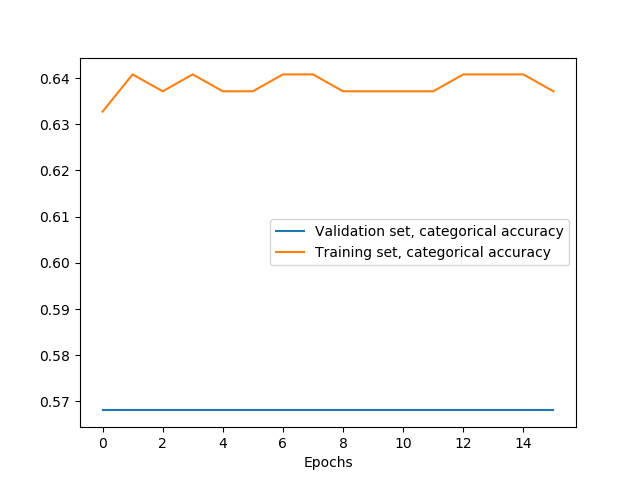 0.64
0.63
0.62
0.61
0.60
0.59
0.58
0.57
Validation set, categorical accuracy
Training set, categorical accuracy
0 2 4 6 8 10 12 14
Epochs